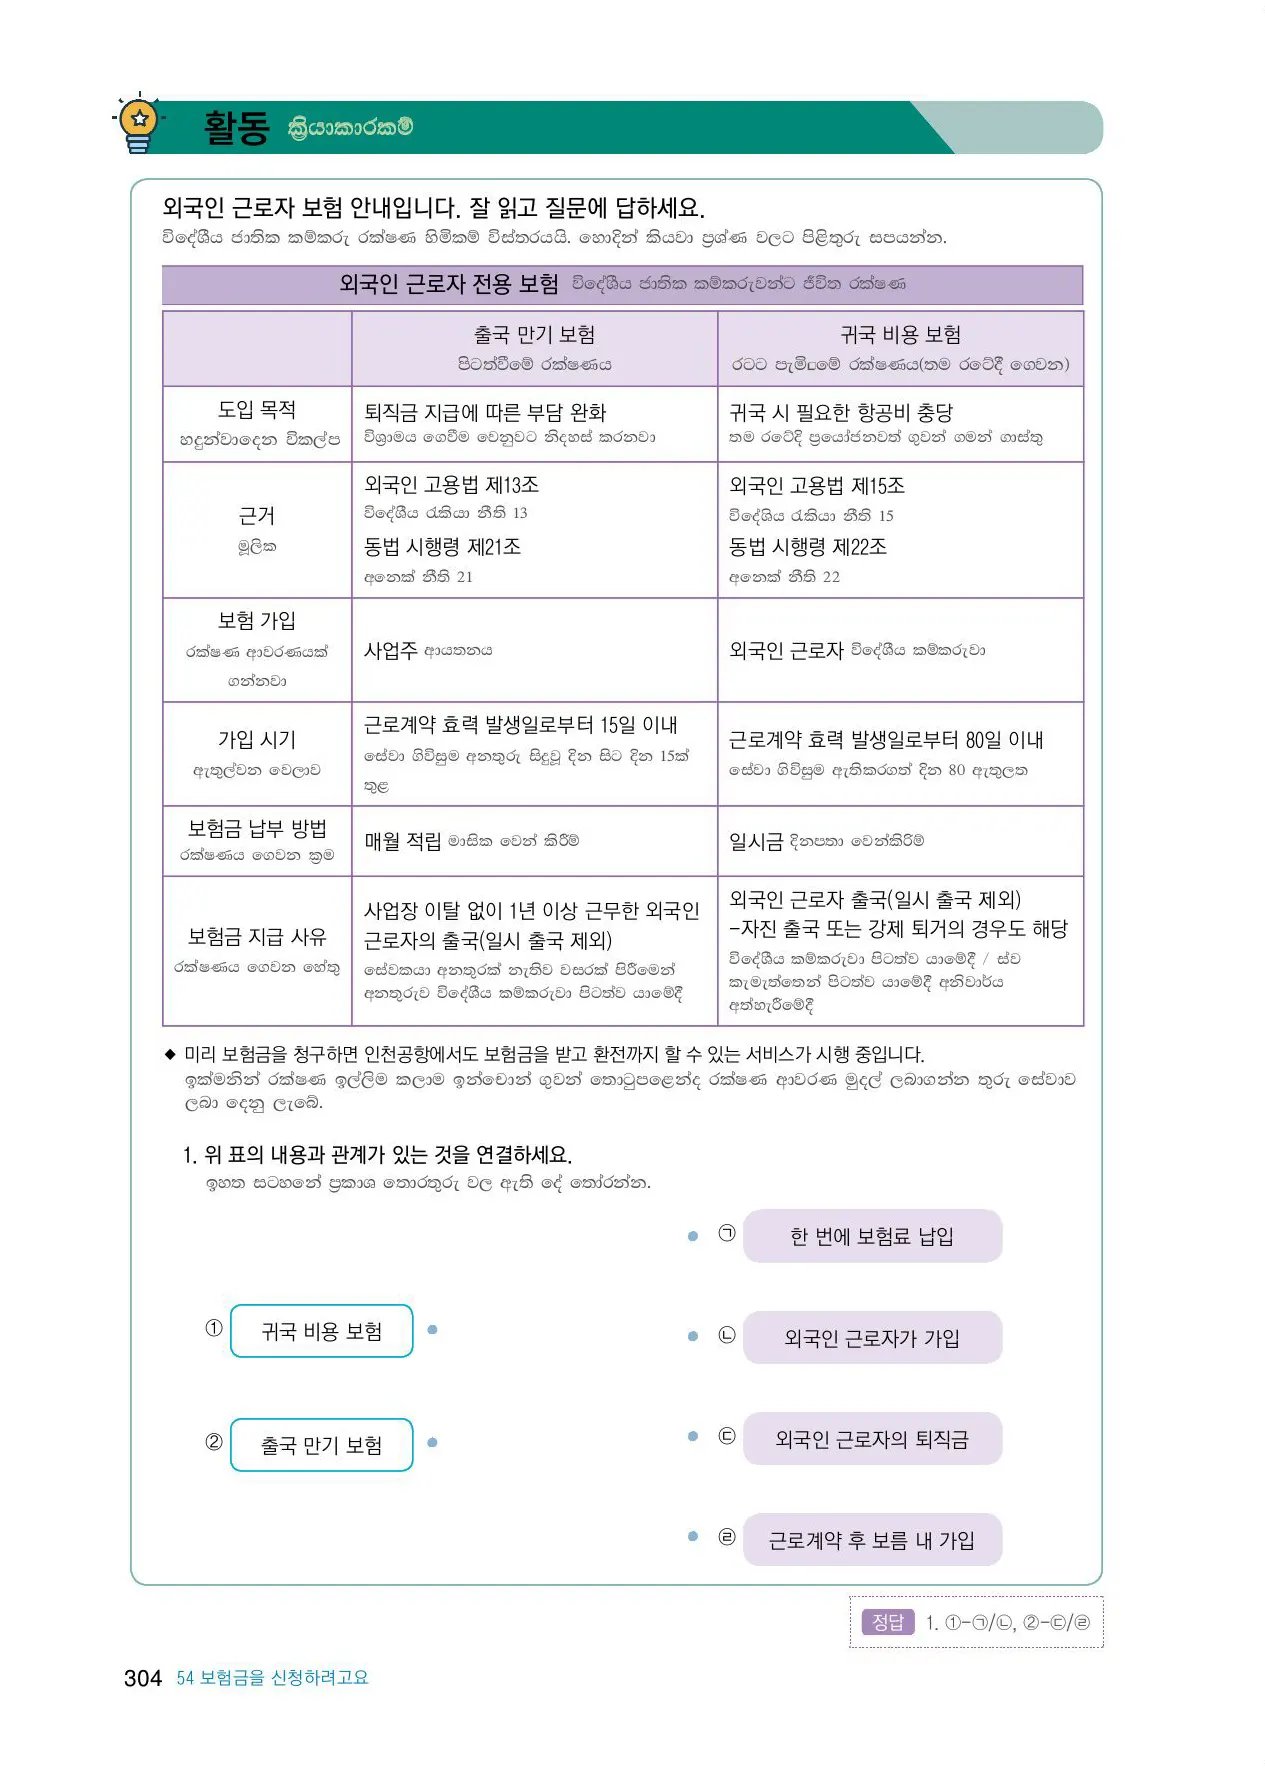 활동 ක්‍රියාකාරකම්
외국인 근로자 보험 안내입니다. 잘 읽고 질문에 답하세요.
විදේශීය ජාතික කම්කරු රක්ෂණ හිමිකම් විස්තරයයි. හොදින් කියවා ප්‍රශ්ණ වලට පිළිතුරු සපයන්න.
외국인 근로자 전용 보험 විදේශීය ජාතික කම්කරුවන්ට ජීවිත රක්ෂණ
출국 만기 보험
පිටත්වීමේ රක්ෂණය
귀국 비용 보험
රටට පැමි□මේ රක්ෂණය(තම රටේදී ගෙවන)
도입 목적
හදුන්වාදෙන විකල්ප
퇴직금 지급에 따른 부담 완화
විශ්‍රාමය ගෙවීම වෙනුවට නිදහස් කරනවා
귀국 시 필요한 항공비 충당
තම රටේදි ප්‍රයෝජනවත් ගුවන් ගමන් ගාස්තු
근거
මූලික
외국인 고용법 제13조
විදේශීය රැකියා නීති 13
동법 시행령 제21조
අනෙක් නීති 21
외국인 고용법 제15조
විදේශිය රැකියා නීති 15
동법 시행령 제22조
අනෙක් නීති 22
보험 가입
රක්ෂණ ආවරණයක්
ගන්නවා
사업주 ආයතනය
외국인 근로자 විදේශීය කම්කරුවා
가입 시기
ඇතුල්වන වෙලාව
근로계약 효력 발생일로부터 15일 이내
සේවා ගිවිසුම අනතුරු සිදුවූ දින සිට දින 15ක්
තුළ
근로계약 효력 발생일로부터 80일 이내
සේවා ගිවිසුම ඇතිකරගත් දින 80 ඇතුලත
보험금 납부 방법
රක්ෂණය ගෙවන ක්‍රම
매월 적립 මාසික වෙන් කිරීම්
일시금 දිනපතා වෙන්කිරිම්
보험금 지급 사유
රක්ෂණය ගෙවන හේතු
사업장 이탈 없이 1년 이상 근무한 외국인
근로자의 출국(일시 출국 제외)
සේවකයා අනතුරක් නැතිව වසරක් පිරීමෙන්
අනතුරුව විදේශීය කම්කරුවා පිටත්ව යාමේදී
외국인 근로자 출국(일시 출국 제외)
-자진 출국 또는 강제 퇴거의 경우도 해당
විදේශීය කම්කරුවා පිටත්ව යාමේදී / ස්ව
කැමැත්තෙන් පිටත්ව යාමේදී අනිවාර්ය
අත්හැරීමේදී
◆ 미리 보험금을 청구하면 인천공항에서도 보험금을 받고 환전까지 할 수 있는 서비스가 시행 중입니다.
ඉක්මනින් රක්ෂණ ඉල්ලිම කලාම ඉන්චොන් ගුවන් තොටුපළෙන්ද රක්ෂණ ආවරණ මුදල් ලබාගන්න තුරු සේවාව
ලබා දෙනු ලැබේ.
1. 위 표의 내용과 관계가 있는 것을 연결하세요.
ඉහත සටහනේ ප්‍රකාශ තොරතුරු වල ඇති දේ තෝරන්න.
㉠ 한 번에 보험료 납입
① 귀국 비용 보험
㉡ 외국인 근로자가 가입
② 출국 만기 보험
㉢ 외국인 근로자의 퇴직금
㉣ 근로계약 후 보름 내 가입
정답 1. ①-㉠/㉡, ②-㉢/㉣
304 54 보험금을 신청하려고요